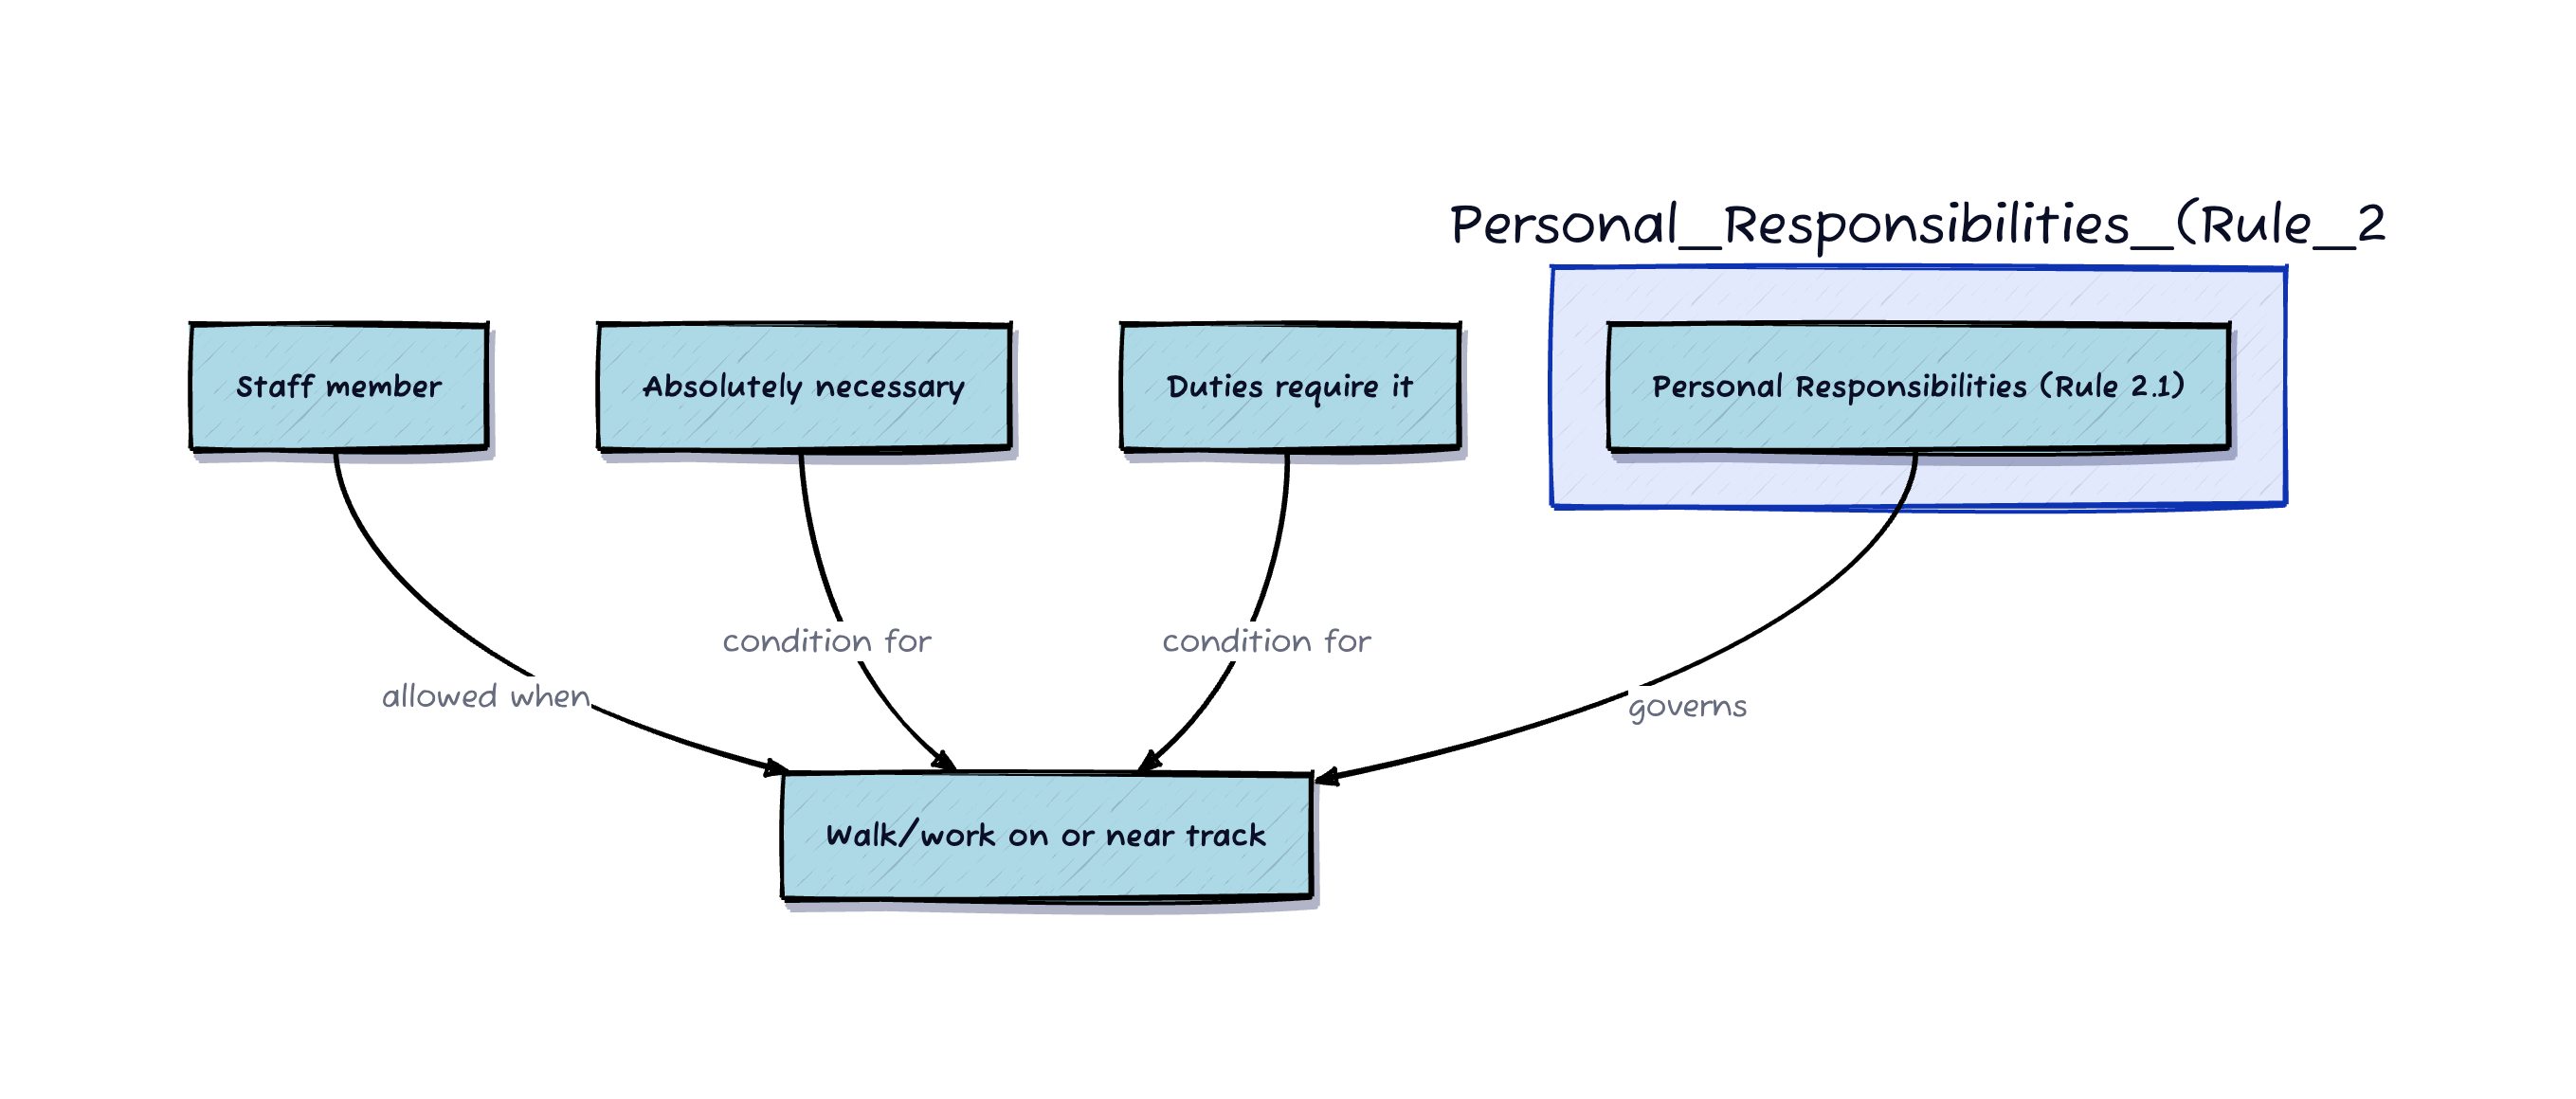 Personal_Responsibilities_(Rule_2
Staff member
Absolutely necessary
Duties require it
Personal Responsibilities (Rule 2.1)
condition for
condition for
allowed when
governs
Walk/work on or near track